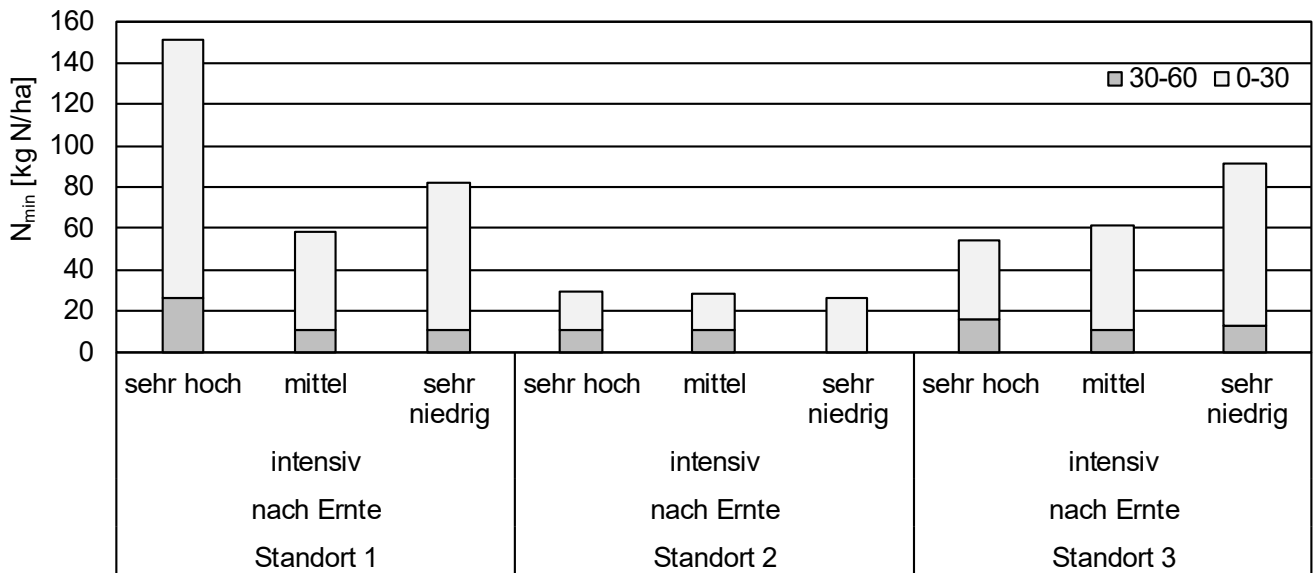 160
140
120
100
80
60
40
20
0
Nmin [kg N/ha]
30-60 0-30
sehr hoch mittel sehr niedrig sehr hoch mittel sehr niedrig sehr hoch mittel sehr niedrig
intensiv intensiv intensiv
nach Ernte nach Ernte nach Ernte
Standort 1 Standort 2 Standort 3